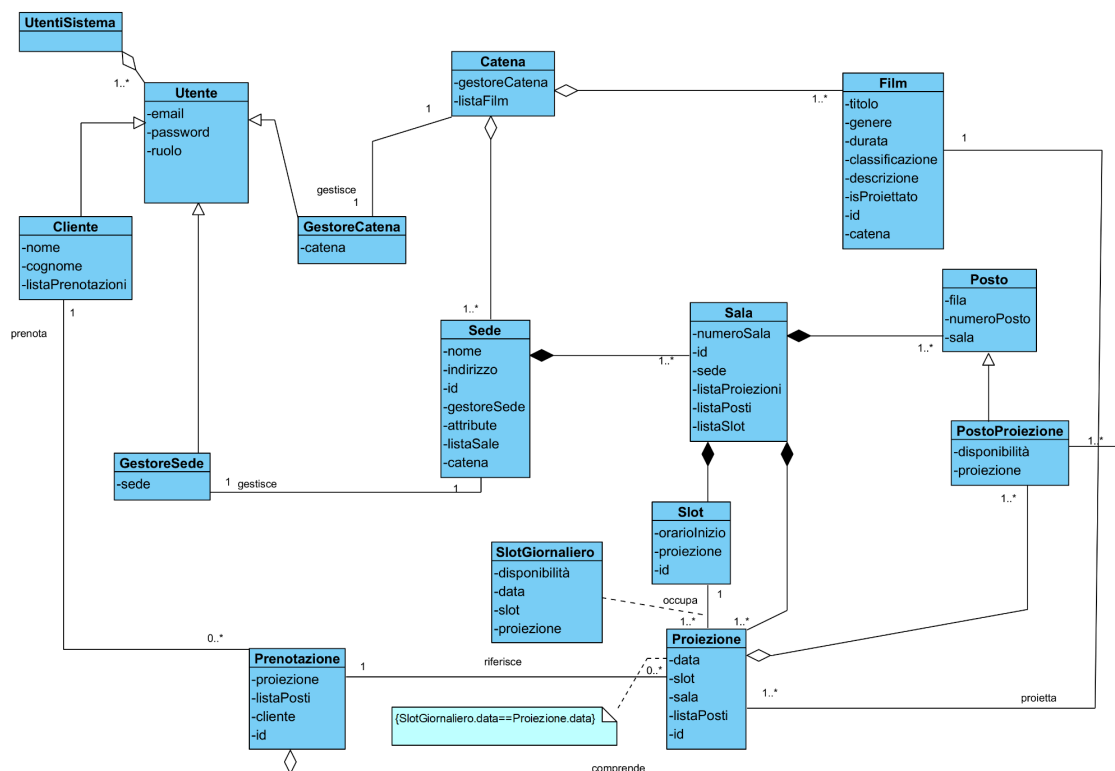 UtentiSistema
1..*
Utente
-email
-password
-ruolo
Catena
-gestoreCatena
-listaFilm
1
1..*
Film
-titolo
-genere
-durata
-classificazione
-descrizione
-isProiettato
-id
-catena
1
gestisce
1
GestoreCatena
-catena
Cliente
-nome
-cognome
-listaPrenotazioni
1
prenota
1..*
Sede
-nome
-indirizzo
-id
-gestoreSede
-attribute
-listaSale
-catena
1..*
Sala
-numeroSala
-id
-sede
-listaProiezioni
-listaPosti
-listaSlot
1..*
Posto
-fila
-numeroPosto
-sala
PostoProiezione
-disponibilità
-proiezione
1..*
1..*
GestoreSede
-sede
1
gestisce
1
Slot
-orarioInizio
-proiezione
-id
SlotGiornaliero
-disponibilità
-data
-slot
-proiezione
occupa
1
1..*
1..*
Proiezione
-data
-slot
-sala
-listaPosti
-id
1..*
proietta
0..*
Prenotazione
-proiezione
-listaPosti
-cliente
-id
1
riferisce
0..*
{SlotGiornaliero.data==Proiezione.data}
comprende